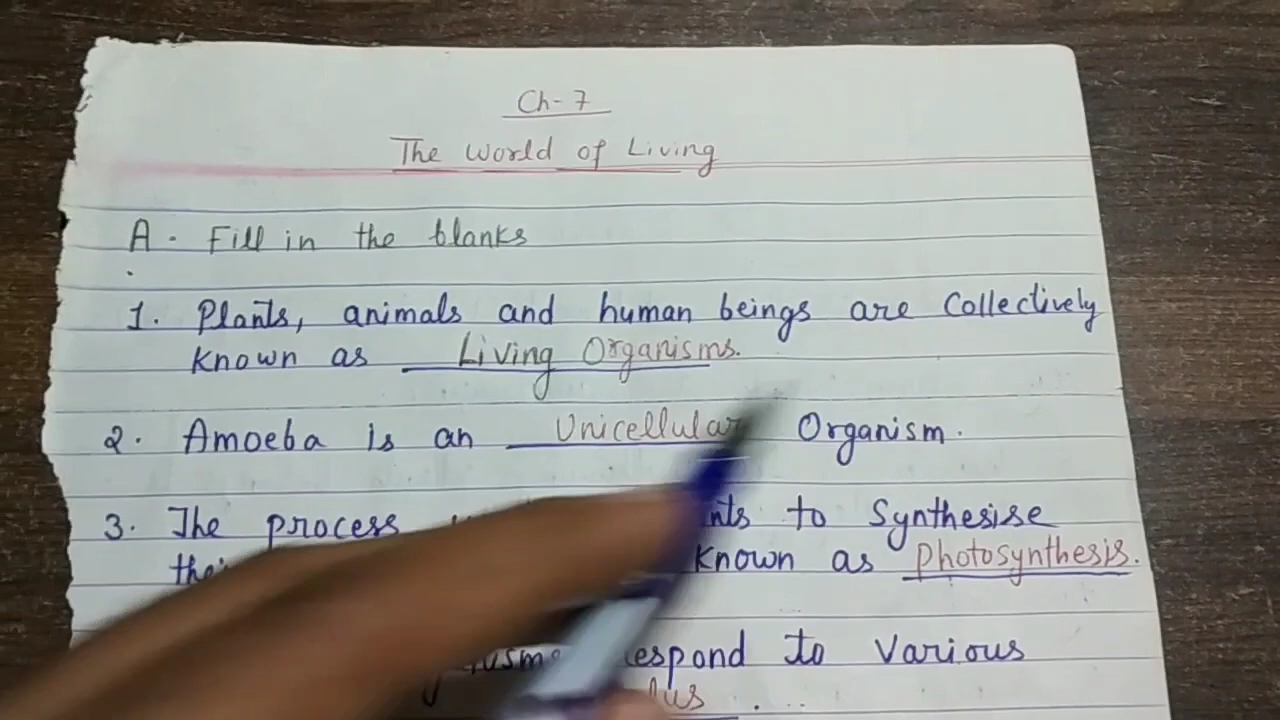 Ch-7
The World of Living
A. Fill in the blanks
1. Plants, animals and human beings are Collectively
known as Living Organisms.
2. Amoeba is an Unicellular Organism.
3. The process to Synthesise
known as Photosynthesis.
respond to Various